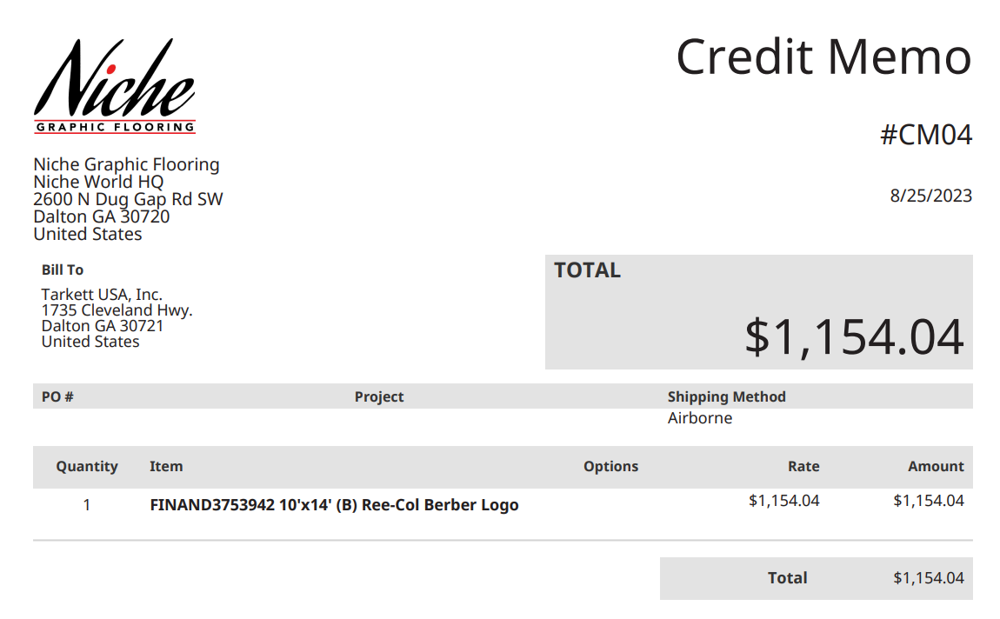 Niche
GRAPHIC FLOORING
Credit Memo
#CM04
8/25/2023
Niche Graphic Flooring
Niche World HQ
2600 N Dug Gap Rd SW
Dalton GA 30720
United States
Bill To
Tarkett USA, Inc.
1735 Cleveland Hwy.
Dalton GA 30721
United States
TOTAL
$1,154.04
PO # Project Shipping Method
Airborne
Quantity Item Options Rate Amount
1 FINAND3753942 10'x14' (B) Ree-Col Berber Logo $1,154.04 $1,154.04
Total $1,154.04